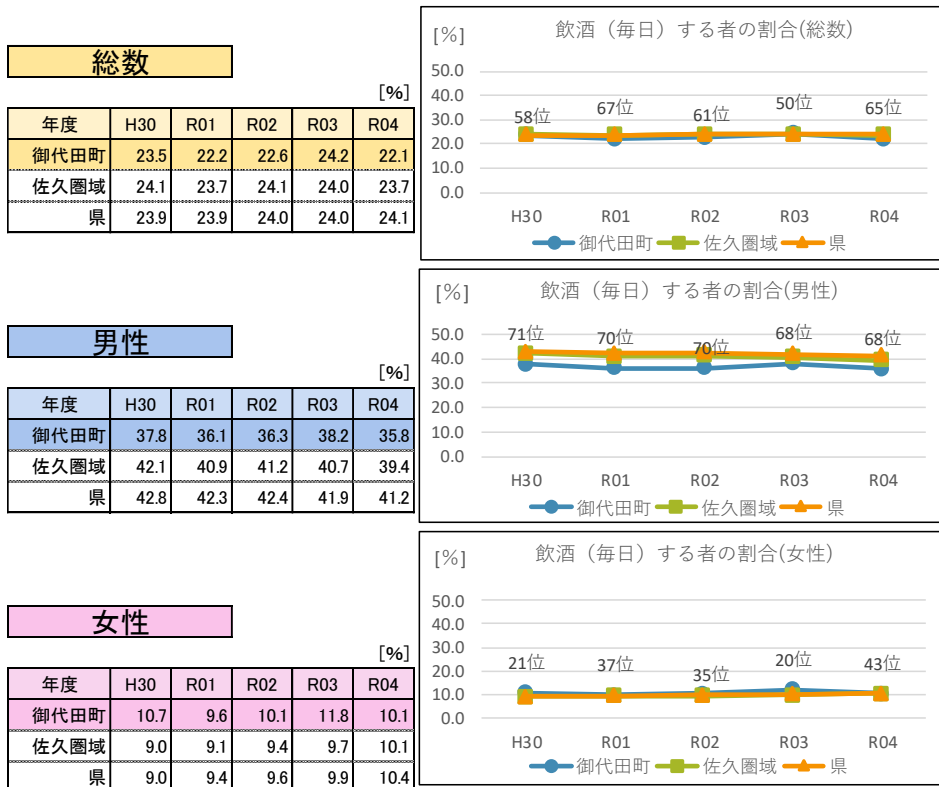 総数
[%]
年度 H30 R01 R02 R03 R04
御代田町 23.5 22.2 22.6 24.2 22.1
佐久圏域 24.1 23.7 24.1 24.0 23.7
県 23.9 23.9 24.0 24.0 24.1
[%] 飲酒（毎日）する者の割合(総数)
50.0
40.0
30.0
20.0
10.0
0.0
58位 67位 61位 50位 65位
H30 R01 R02 R03 R04
御代田町 佐久圏域 県
男性
[%]
年度 H30 R01 R02 R03 R04
御代田町 37.8 36.1 36.3 38.2 35.8
佐久圏域 42.1 40.9 41.2 40.7 39.4
県 42.8 42.3 42.4 41.9 41.2
[%] 飲酒（毎日）する者の割合(男性)
50.0
40.0
30.0
20.0
10.0
0.0
71位 70位 70位 68位 68位
H30 R01 R02 R03 R04
御代田町 佐久圏域 県
女性
[%]
年度 H30 R01 R02 R03 R04
御代田町 10.7 9.6 10.1 11.8 10.1
佐久圏域 9.0 9.1 9.4 9.7 10.1
県 9.0 9.4 9.6 9.9 10.4
[%] 飲酒（毎日）する者の割合(女性)
50.0
40.0
30.0
20.0
10.0
0.0
21位 37位 35位 20位 43位
H30 R01 R02 R03 R04
御代田町 佐久圏域 県